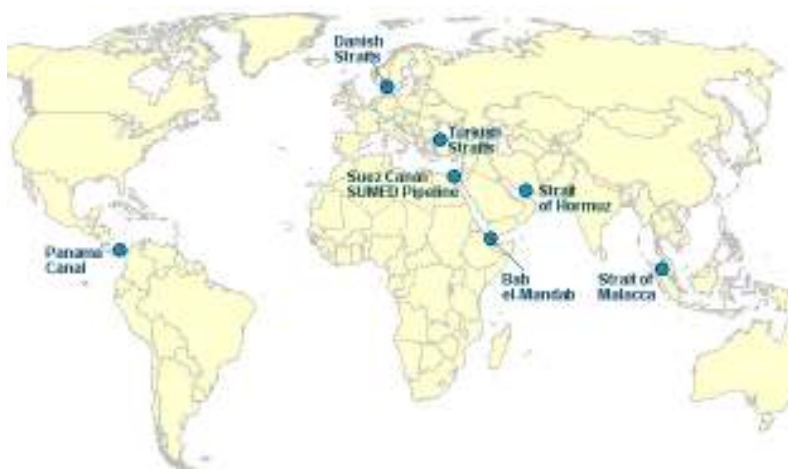 Danish
Straits
Turkish
Straits
Suez Canal/
SUMED Pipeline
Strait
of Hormuz
Panama
Canal
Bab
el-Mandab
Strait of
Malacca